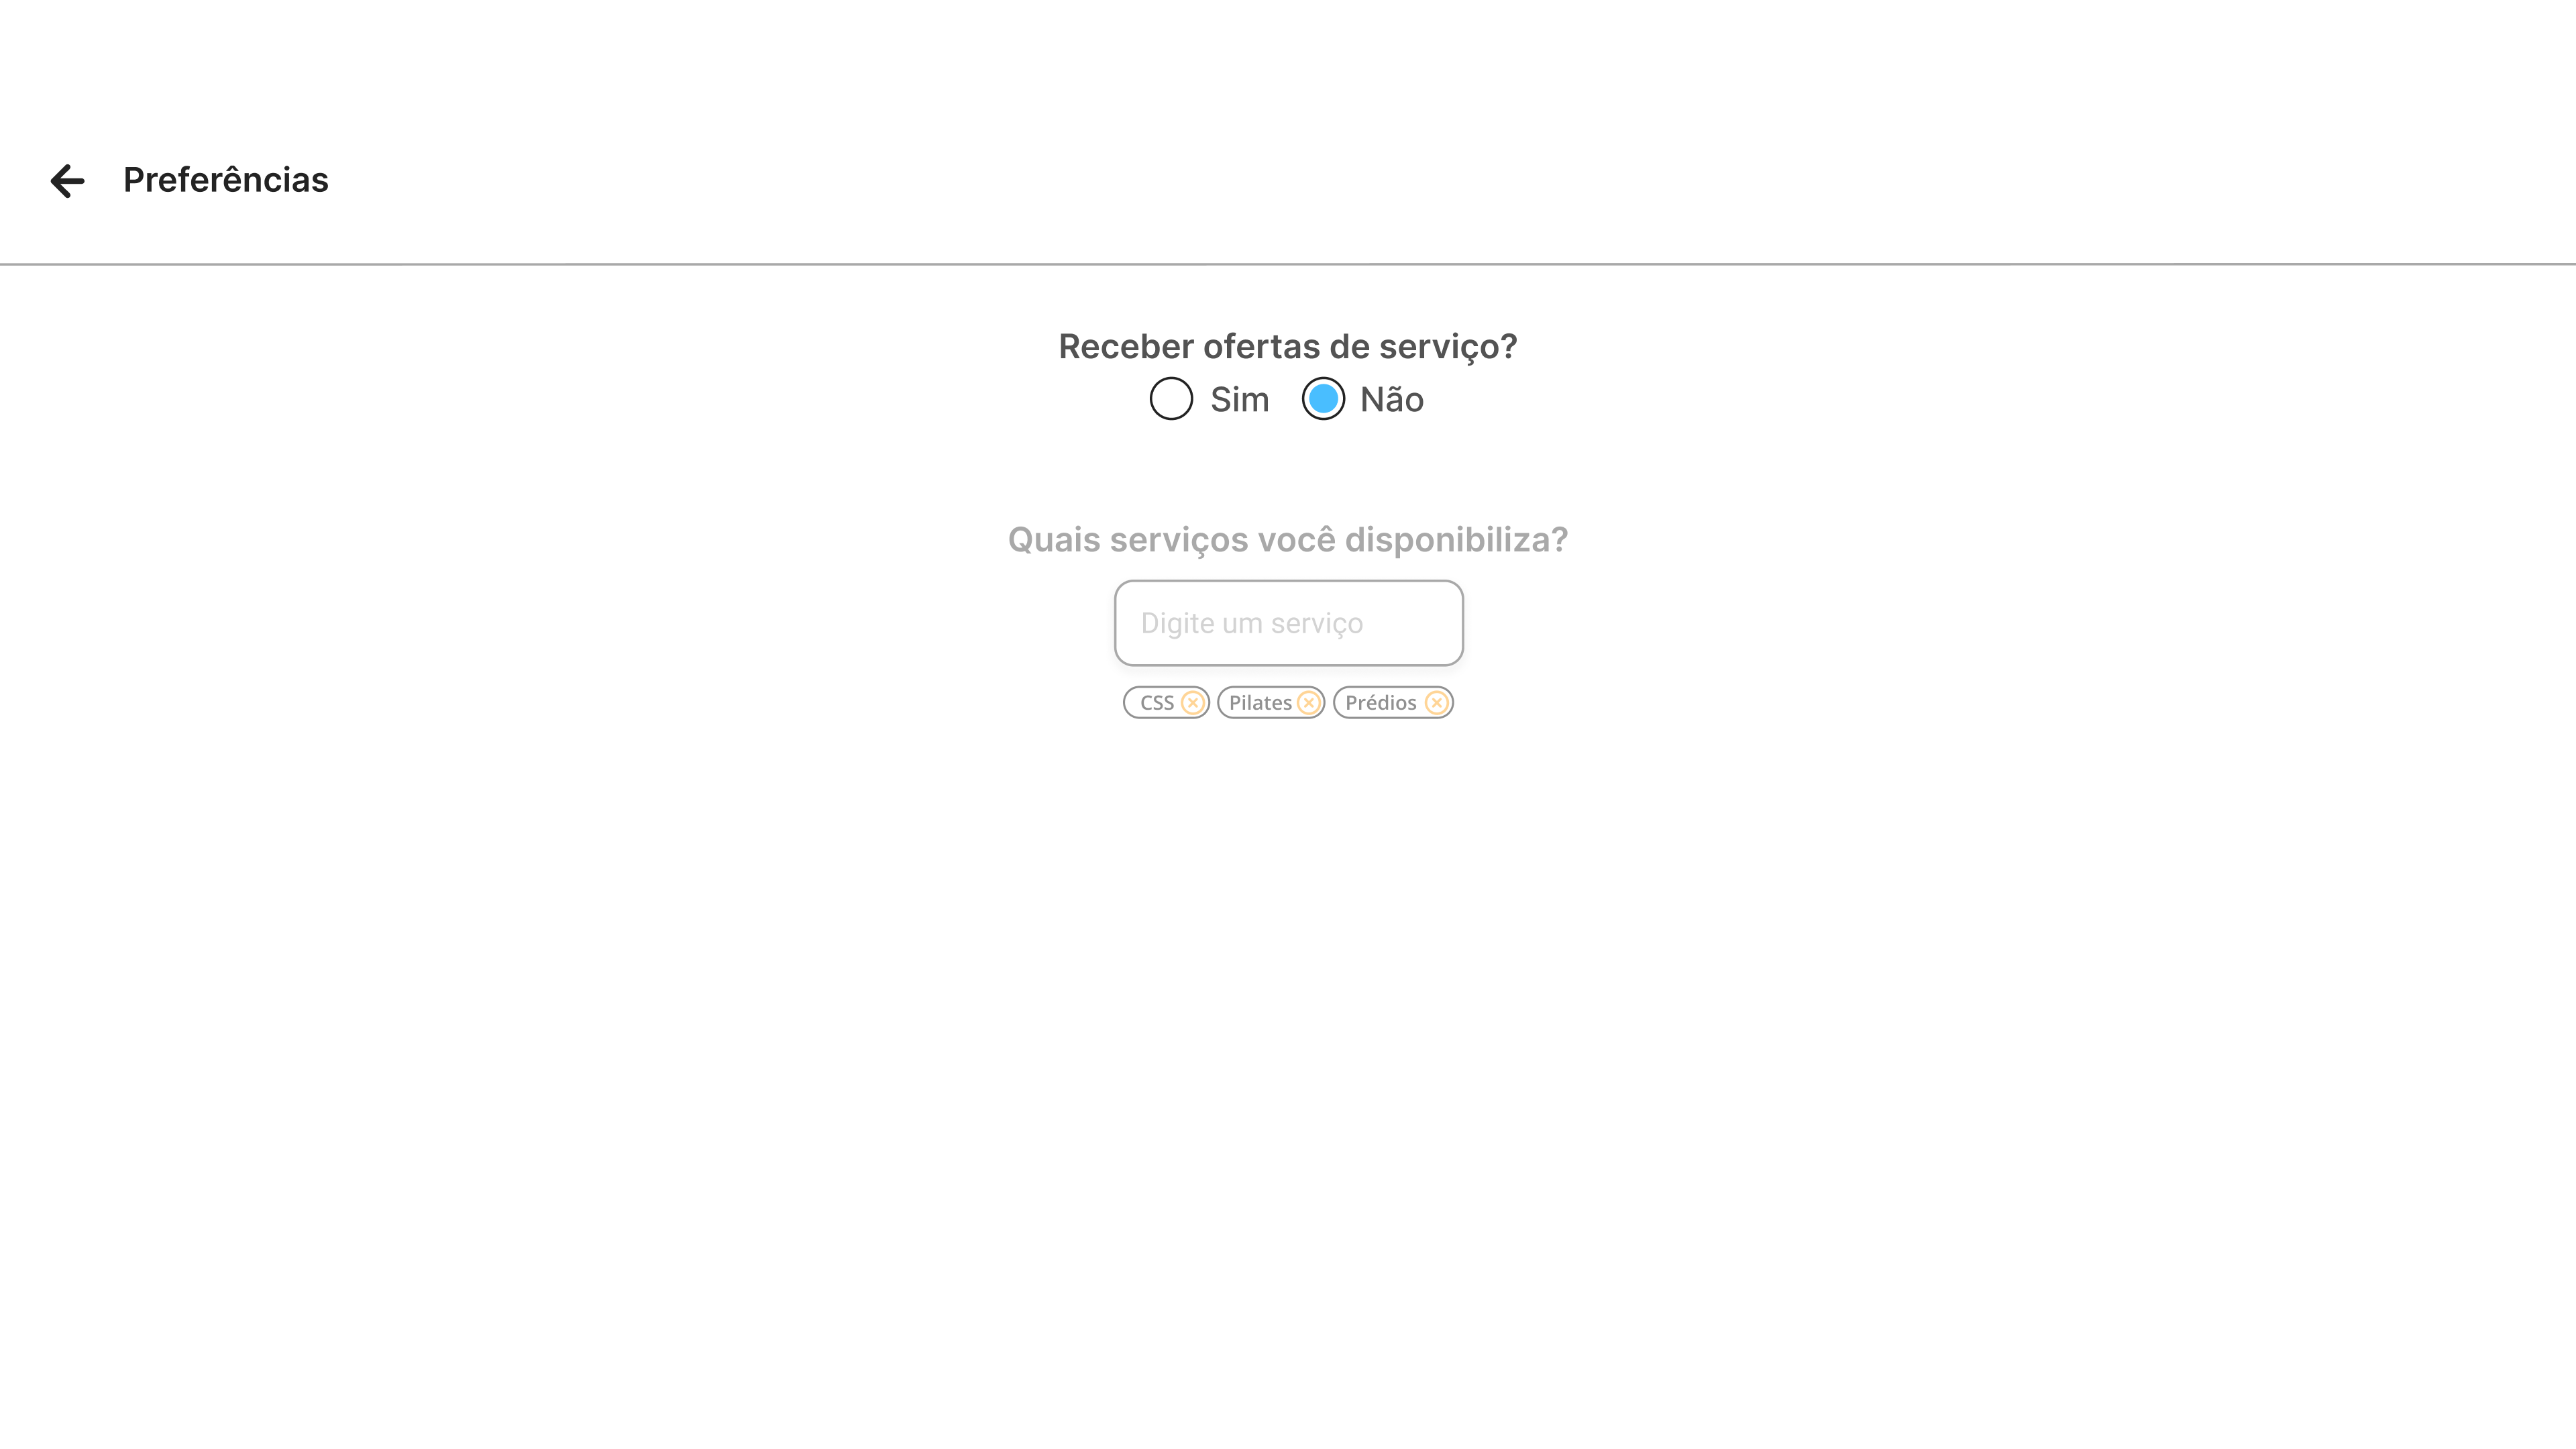 Preferências
Receber ofertas de serviço?
Sim Não
Quais serviços você disponibiliza?
Digite um serviço
CSS Pilates Prédios